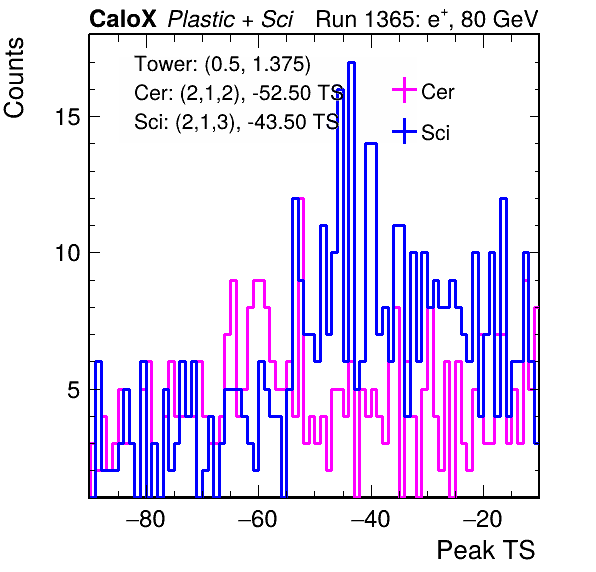 CaloX Plastic + Sci Run 1365: e+, 80 GeV
Counts
Tower: (0.5, 1.375)
Cer: (2,1,2), -52.50 TS
Sci: (2,1,3), -43.50 TS
Cer
Sci
15
10
5
−80 −60 −40 −20
Peak TS